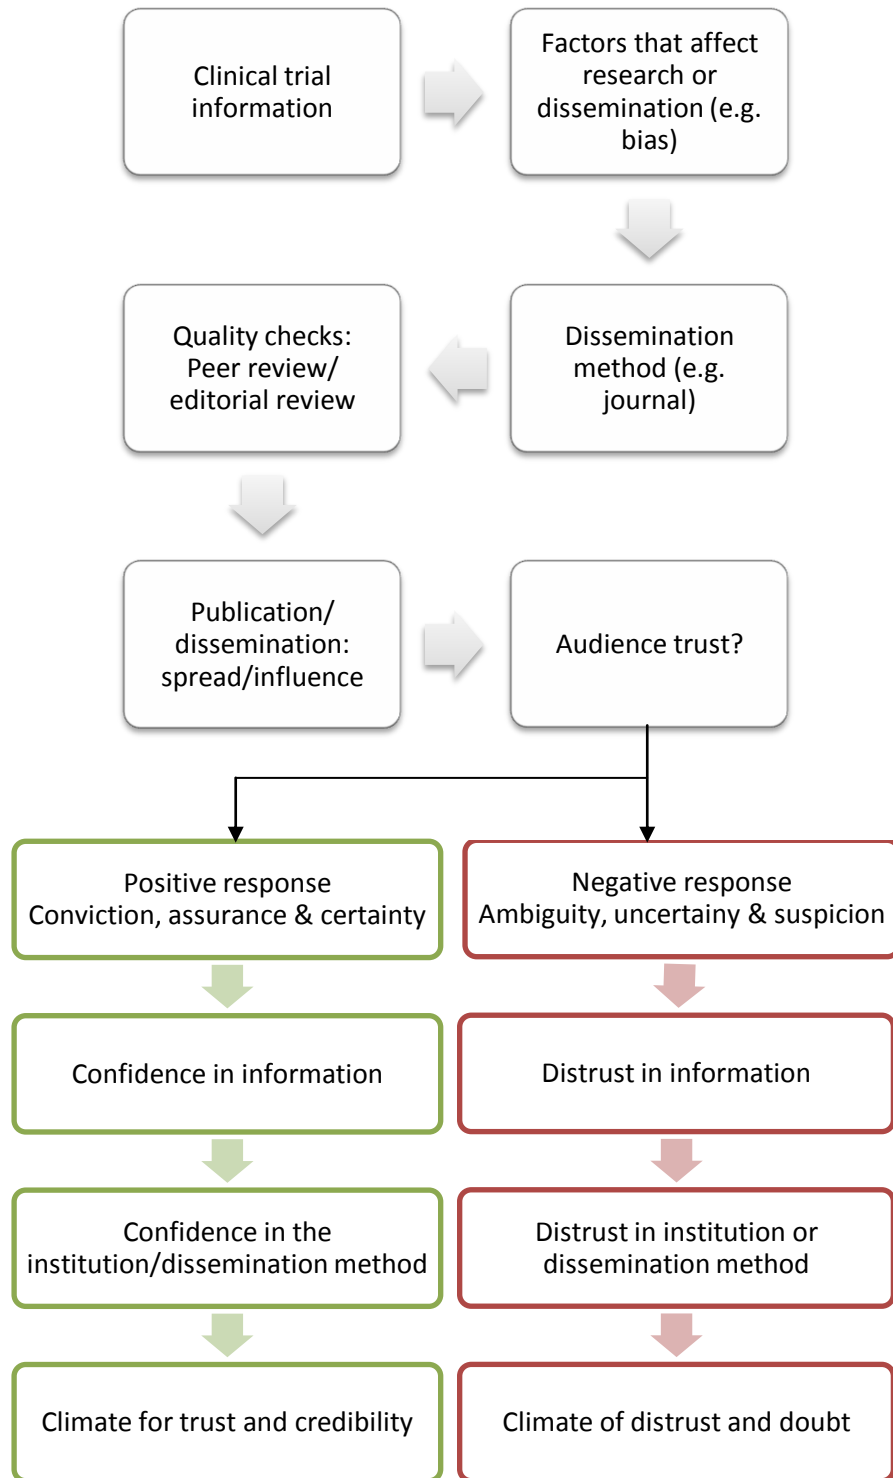 Clinical trial
information
Factors that affect
research or
dissemination (e.g.
bias)
Quality checks:
Peer review/
editorial review
Dissemination
method (e.g.
journal)
Publication/
dissemination:
spread/influence
Audience trust?
Positive response
Conviction, assurance & certainty
Negative response
Ambiguity, uncertainy & suspicion
Confidence in information
Distrust in information
Confidence in the
institution/dissemination method
Distrust in institution or
dissemination method
Climate for trust and credibility
Climate of distrust and doubt